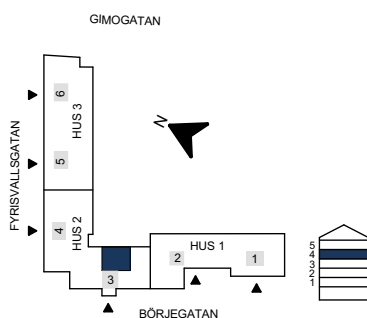 GIMOGATAN
N
FYRISVALLSGATAN
6
HUS 3
5
4
HUS 2
3
HUS 1
2
1
5
4
3
2
1
BÖRJEGATAN